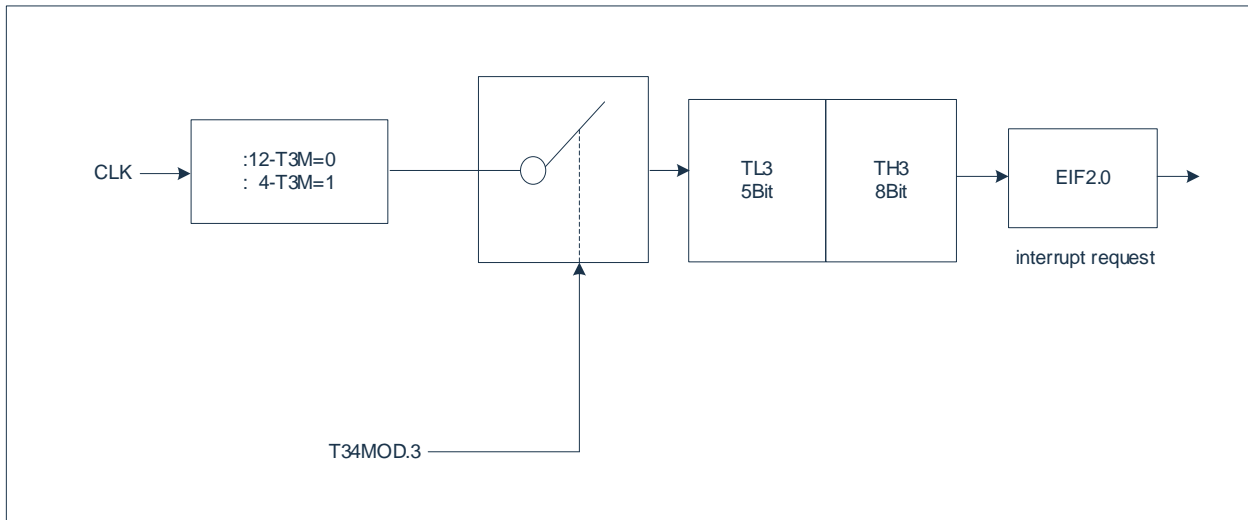 CLK
:12-T3M=0
: 4-T3M=1
TL3
5Bit
TH3
8Bit
EIF2.0
interrupt request
T34MOD.3